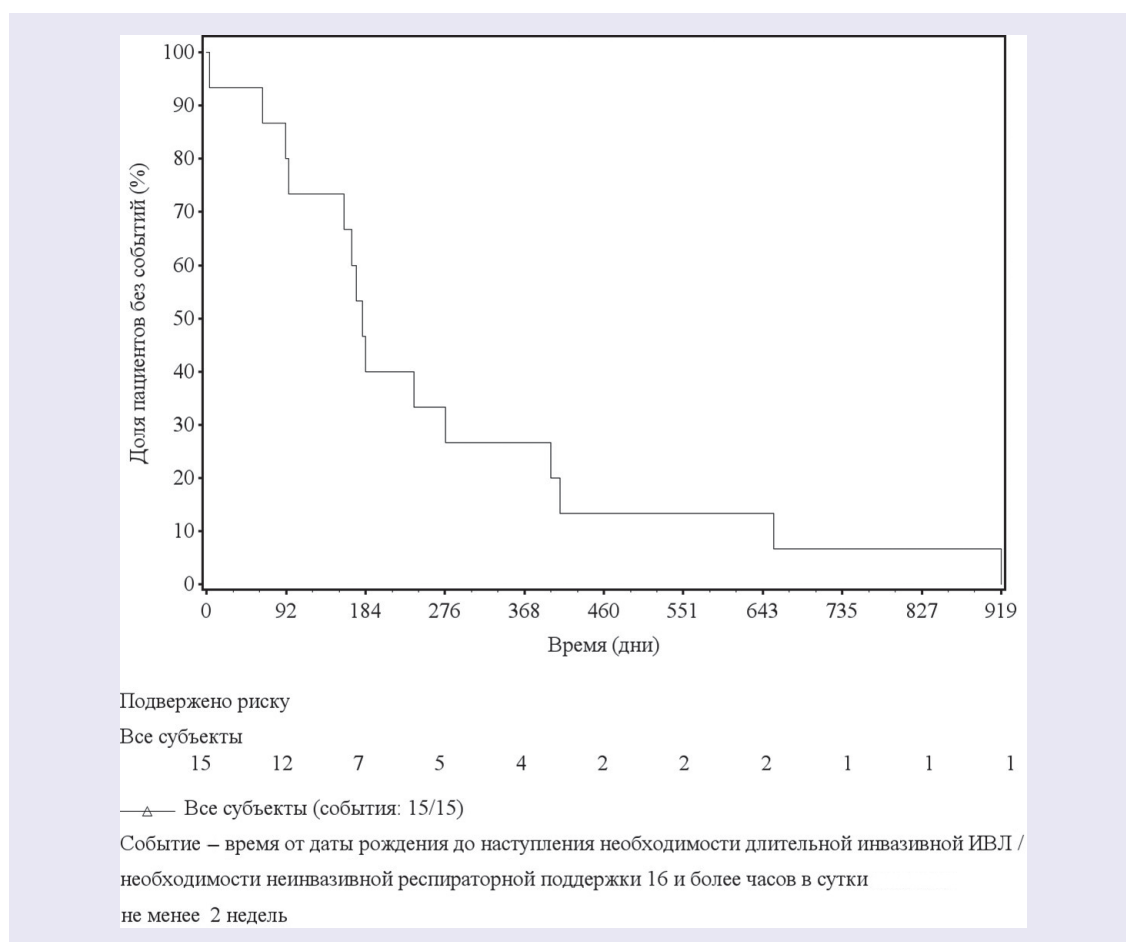 100
90
80
70
60
50
40
30
20
10
0
Доля пациентов без событий (%)
0 92 184 276 368 460 551 643 735 827 919
Время (дни)
Подвержено риску
Все субъекты
15 12 7 5 4 2 2 2 1 1 1
Все субъекты (события: 15/15)
Событие – время от даты рождения до наступления необходимости длительной инвазивной ИВЛ /
необходимости неинвазивной респираторной поддержки 16 и более часов в сутки
не менее 2 недель